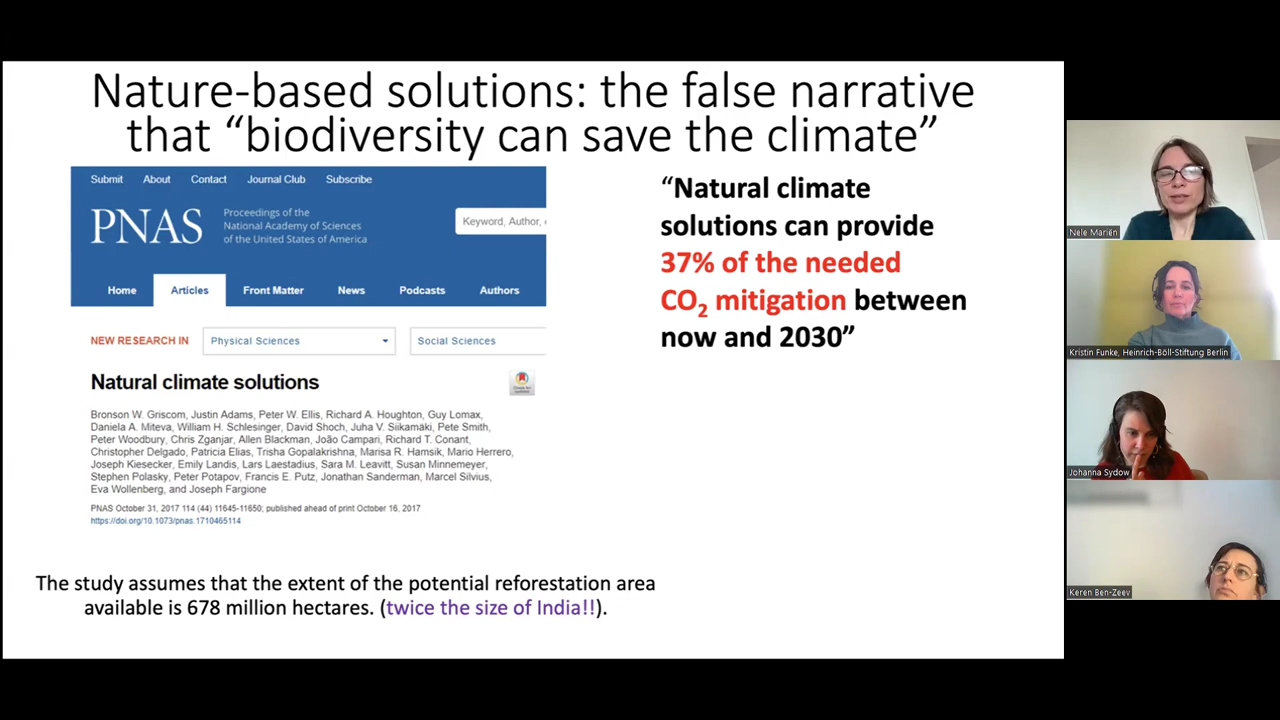 Nature-based solutions: the false narrative
that “biodiversity can save the climate”
Submit About Contact Journal Club Subscribe
PNAS
Proceedings of the
National Academy of Sciences
of the United States of America
Keyword, Author,
Home Articles Front Matter News Podcasts Authors
NEW RESEARCH IN Physical Sciences Social Sciences
Natural climate solutions
Bronson W. Griscom, Justin Adams, Peter W. Ellis, Richard A. Houghton, Guy Lomax,
Daniela A. Miteva, William H. Schlesinger, David Shoch, Juha V. Siikamäki, Pete Smith,
Peter Woodbury, Chris Zganjar, Allen Blackman, João Campari, Richard T. Conant,
Christopher Delgado, Patricia Elias, Trisha Gopalakrishna, Marisa R. Hamsik, Mario Herrero,
Joseph Kiesecker, Emily Landis, Lars Laestadius, Sara M. Leavitt, Susan Minnemeyer,
Stephen Polasky, Peter Potapov, Francis E. Putz, Jonathan Sanderman, Marcel Silvius,
Eva Wollenberg, and Joseph Fargione
PNAS October 31, 2017 114 (44) 11645-11650; published ahead of print October 16, 2017
https://doi.org/10.1073/pnas.1710465114
“Natural climate
solutions can provide
37% of the needed
CO₂ mitigation between
now and 2030”
The study assumes that the extent of the potential reforestation area
available is 678 million hectares. (twice the size of India!!).
Nele Mariën
Kristin Funke, Heinrich-Böll-Stiftung Berlin
Johanna Sydow
Keren Ben-Zeev